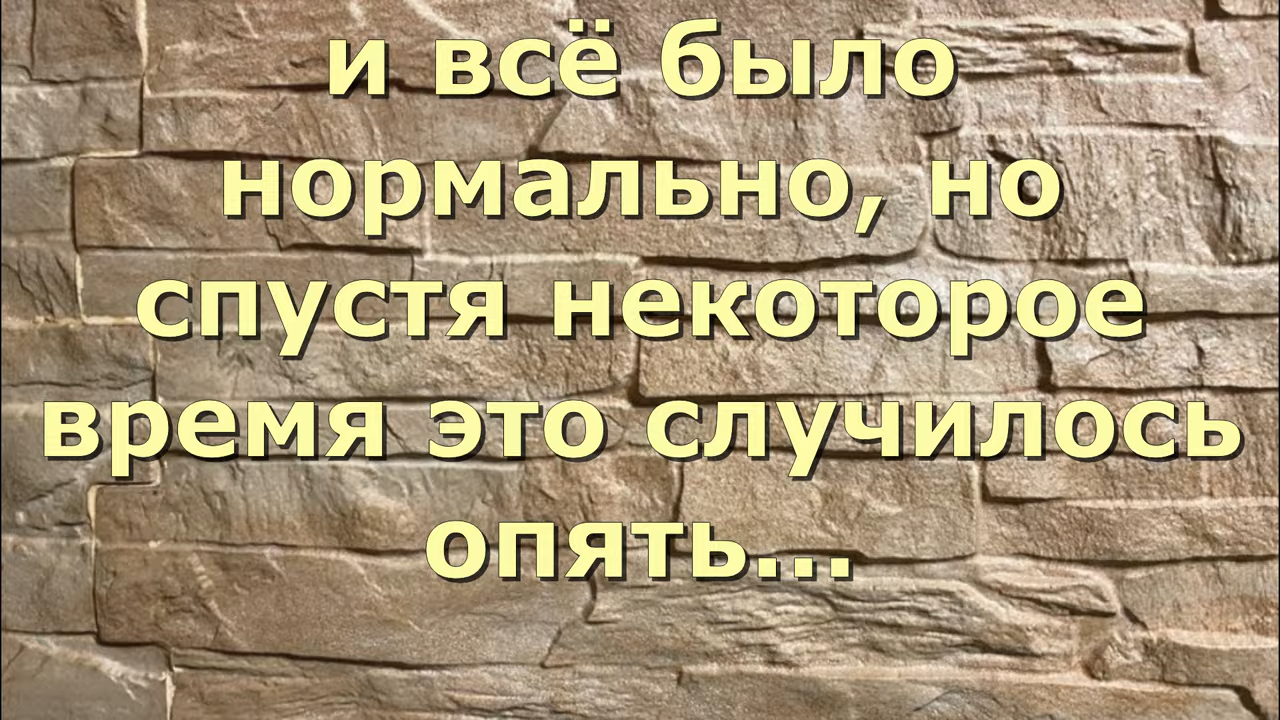 и всё было
нормально, но
спустя некоторое
время это случилось
опять...